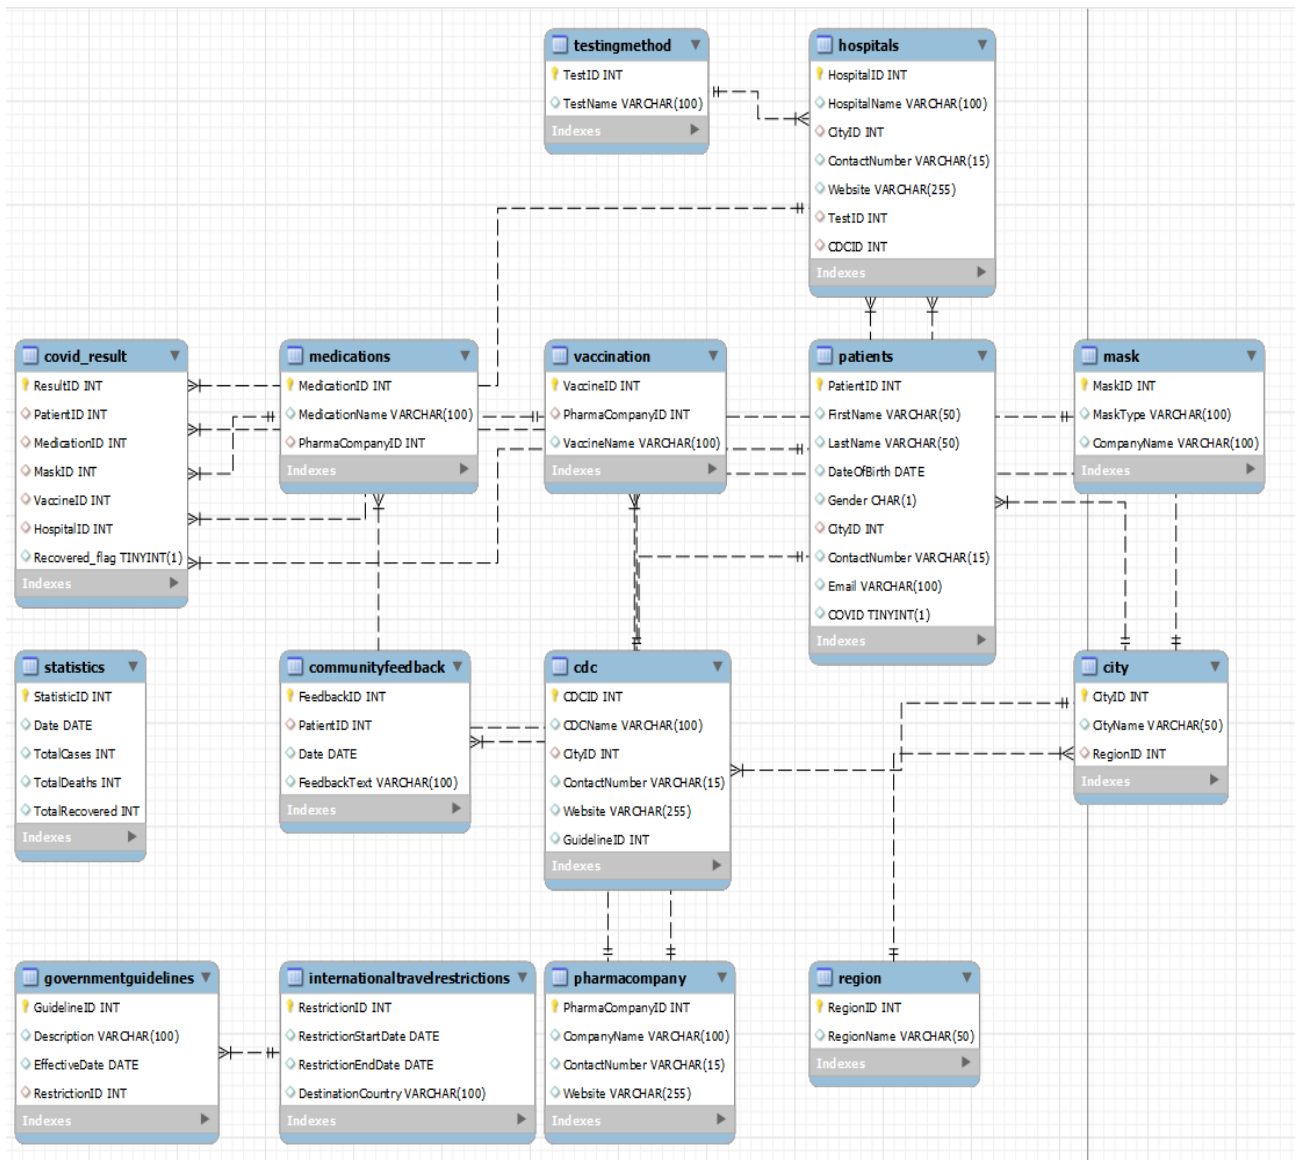 testingmethod
TestID INT
TestName VARCHAR(100)
Indexes
hospitals
HospitalID INT
HospitalName VARCHAR(100)
CityID INT
ContactNumber VARCHAR(15)
Website VARCHAR(255)
TestID INT
CDCID INT
Indexes
covid_result
ResultID INT
PatientID INT
MedicationID INT
MaskID INT
VaccineID INT
HospitalID INT
Recovered_flag TINYINT(1)
Indexes
medications
MedicationID INT
MedicationName VARCHAR(100)
PharmaCompanyID INT
Indexes
vaccination
VaccineID INT
PharmaCompanyID INT
VaccineName VARCHAR(100)
Indexes
patients
PatientID INT
FirstName VARCHAR(50)
LastName VARCHAR(50)
DateOfBirth DATE
Gender CHAR(1)
CityID INT
ContactNumber VARCHAR(15)
Email VARCHAR(100)
COVID TINYINT(1)
Indexes
mask
MaskID INT
MaskType VARCHAR(100)
CompanyName VARCHAR(100)
Indexes
statistics
StatisticID INT
Date DATE
TotalCases INT
TotalDeaths INT
TotalRecovered INT
Indexes
communityfeedback
FeedbackID INT
PatientID INT
Date DATE
FeedbackText VARCHAR(100)
Indexes
cdc
CDCID INT
CDCName VARCHAR(100)
CityID INT
ContactNumber VARCHAR(15)
Website VARCHAR(255)
GuidelineID INT
Indexes
city
CityID INT
CityName VARCHAR(50)
RegionID INT
Indexes
governmentguidelines
GuidelineID INT
Description VARCHAR(100)
EffectiveDate DATE
RestrictionID INT
Indexes
internationaltravelrestrictions
RestrictionID INT
RestrictionStartDate DATE
RestrictionEndDate DATE
DestinationCountry VARCHAR(100)
Indexes
pharmacompany
PharmaCompanyID INT
CompanyName VARCHAR(100)
ContactNumber VARCHAR(15)
Website VARCHAR(255)
Indexes
region
RegionID INT
RegionName VARCHAR(50)
Indexes